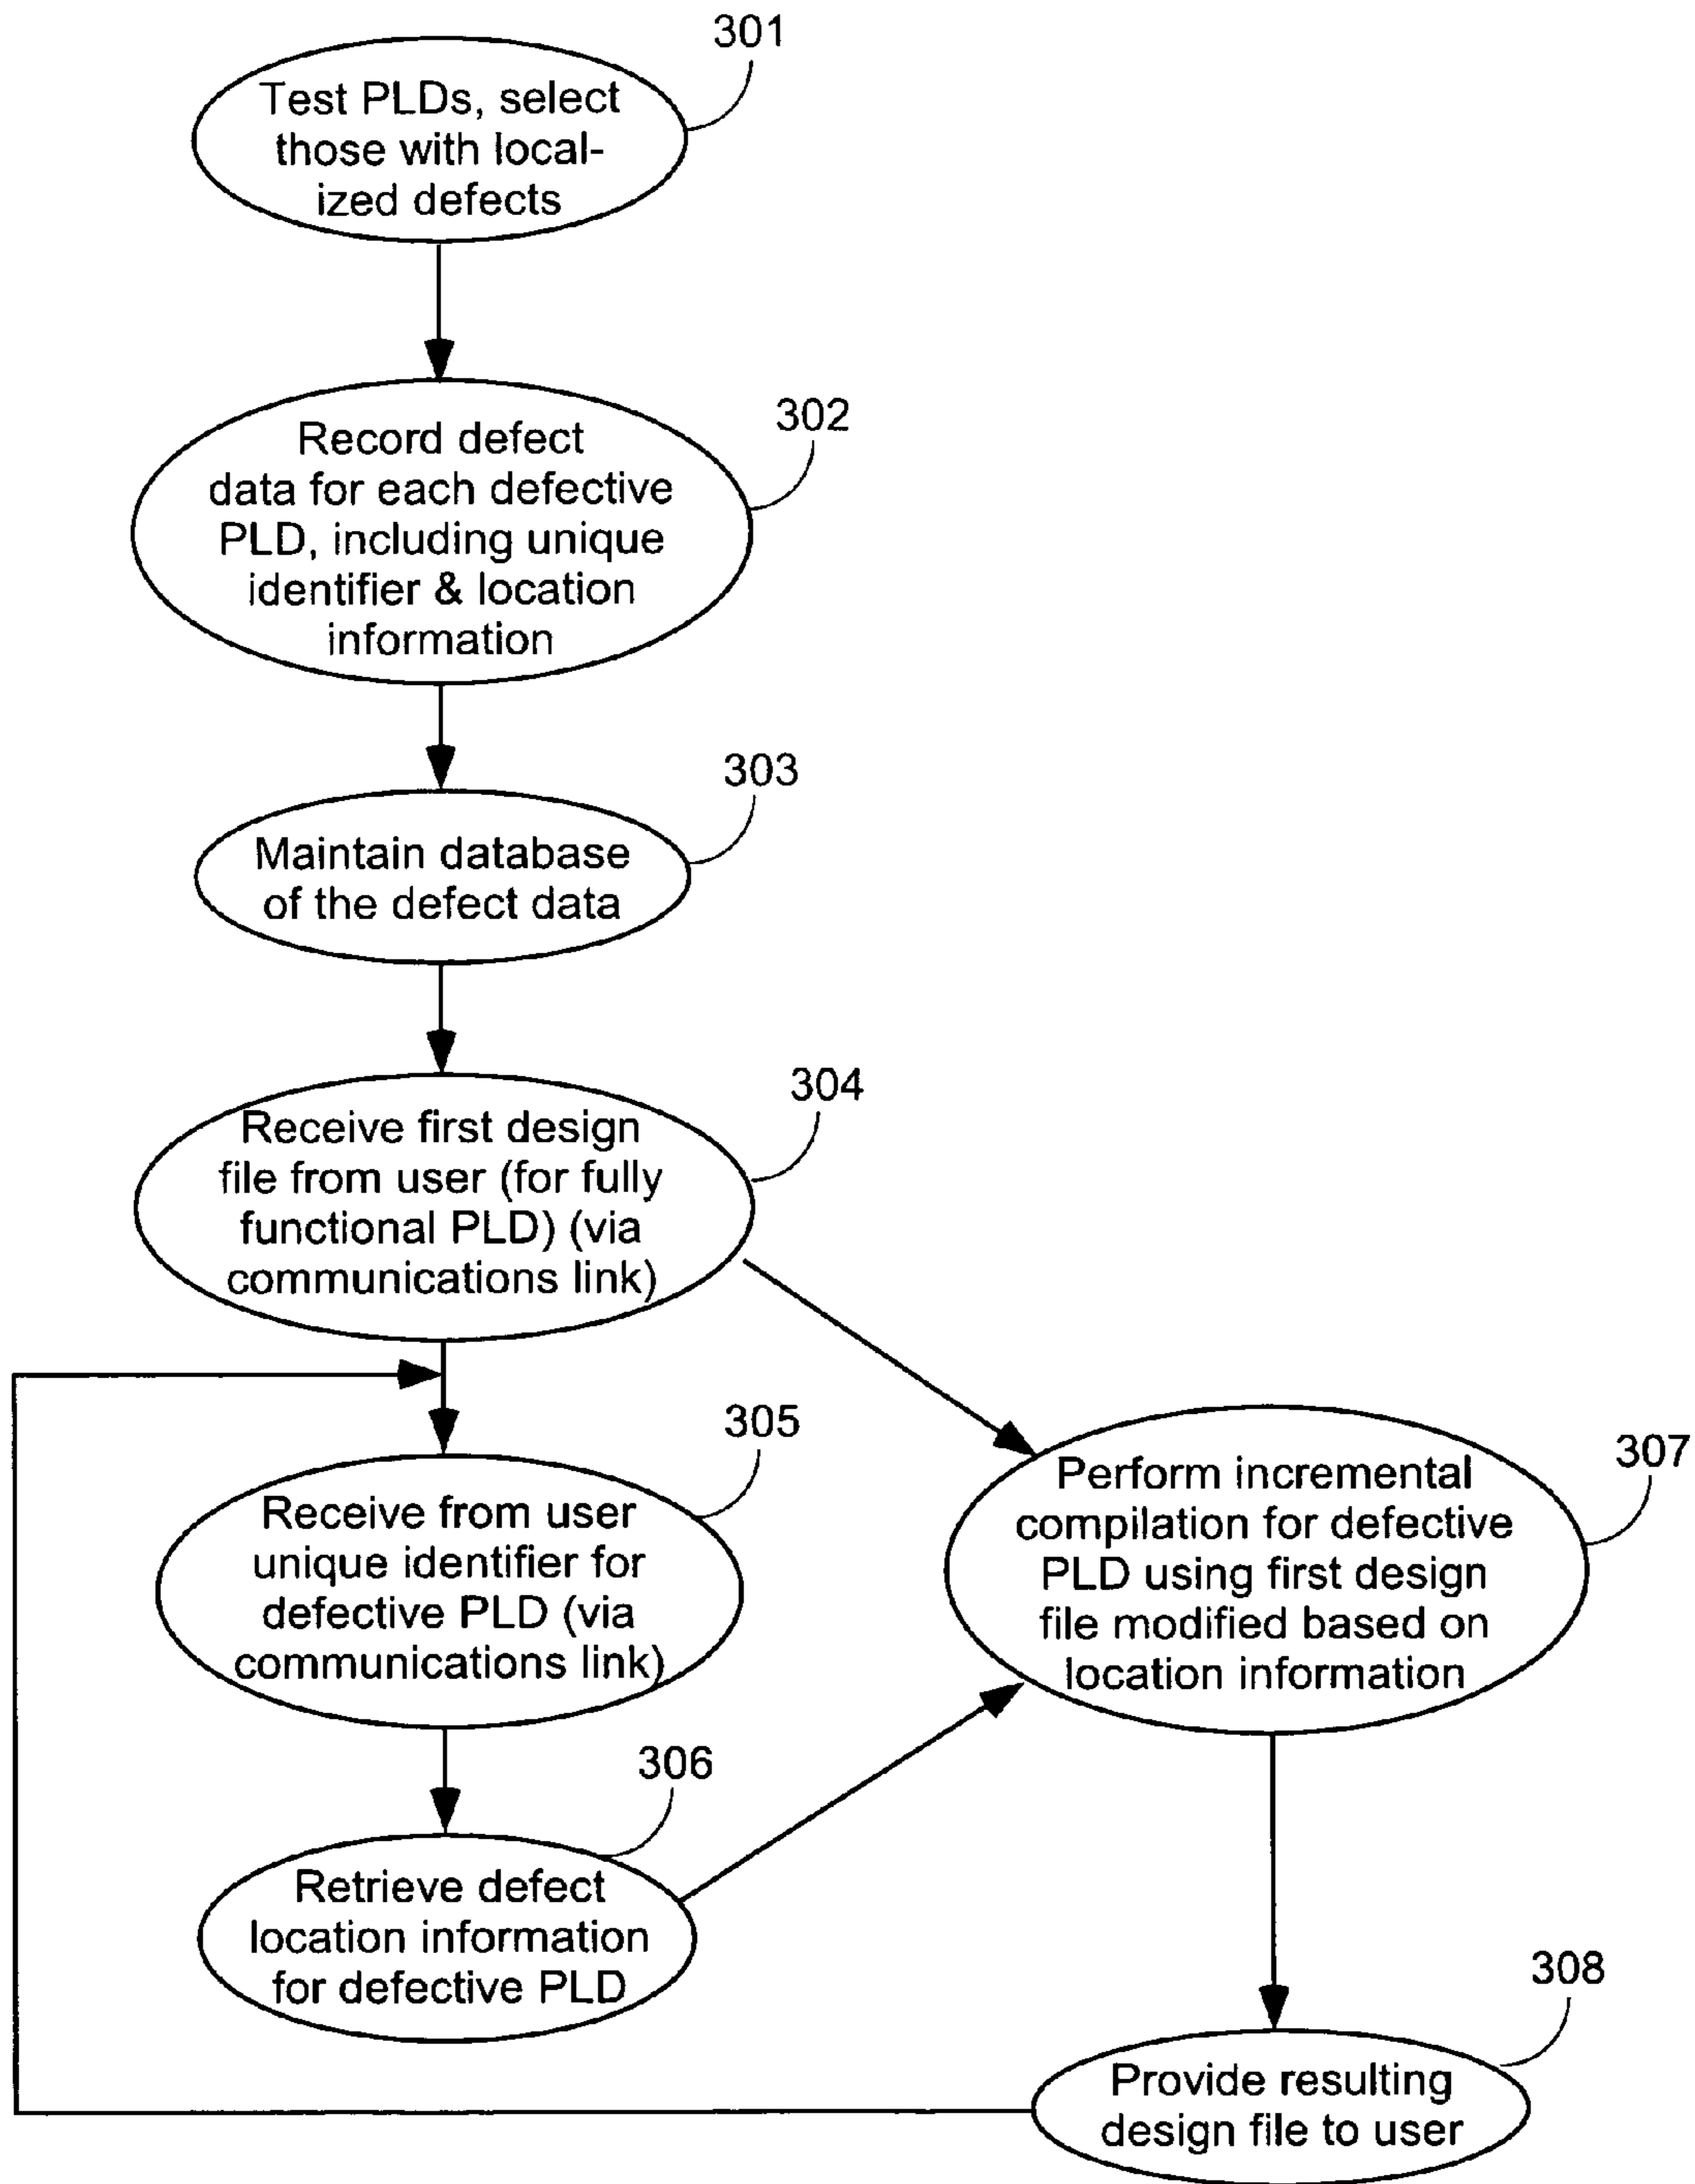 301
Test PLDs, select
those with local-
ized defects
302
Record defect
data for each defective
PLD, including unique
identifier & location
information
303
Maintain database
of the defect data
304
Receive first design
file from user (for fully
functional PLD) (via
communications link)
305
Receive from user
unique identifier for
defective PLD (via
communications link)
306
Retrieve defect
location information
for defective PLD
307
Perform incremental
compilation for defective
PLD using first design
file modified based on
location information
308
Provide resulting
design file to user